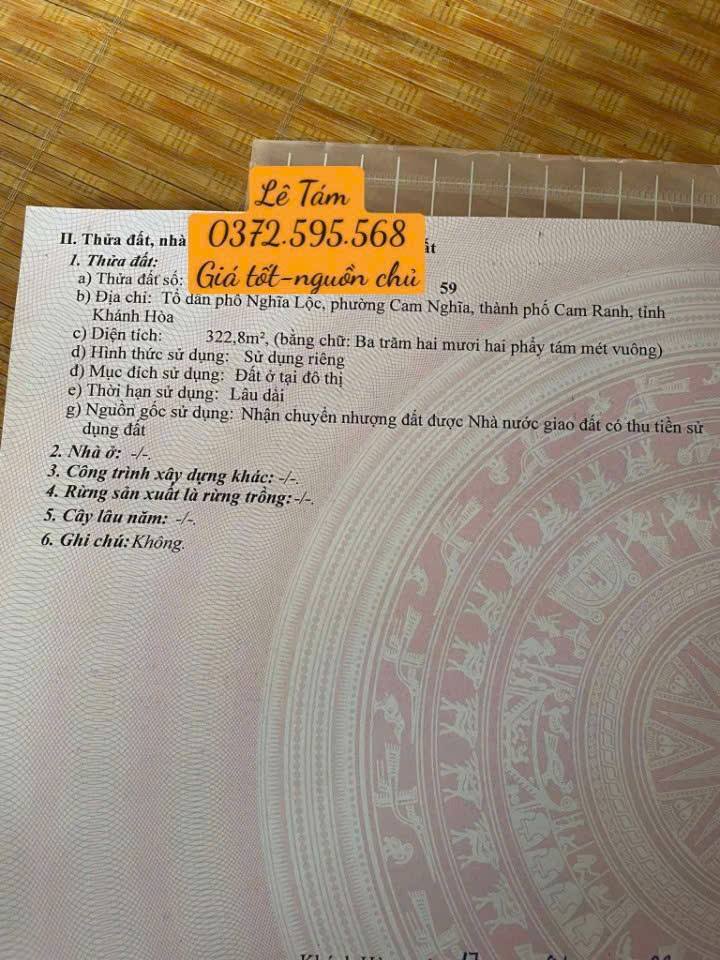 Lê Tám
0372.595.568
Giá tốt-nguồn chủ
II. Thửa đất, nhà
ất
1. Thửa đất:
a) Thửa đất số: 59
b) Địa chỉ: Tổ dân phố Nghĩa Lộc, phường Cam Nghĩa, thành phố Cam Ranh, tỉnh
Khánh Hòa
c) Diện tích: 322,8m², (bằng chữ: Ba trăm hai mươi hai phẩy tám mét vuông)
d) Hình thức sử dụng: Sử dụng riêng
đ) Mục đích sử dụng: Đất ở tại đô thị
e) Thời hạn sử dụng: Lâu dài
g) Nguồn gốc sử dụng: Nhận chuyển nhượng đất được Nhà nước giao đất có thu tiền sử
dụng đất
2. Nhà ở: -/-.
3. Công trình xây dựng khác: -/-.
4. Rừng sản xuất là rừng trồng: -/-.
5. Cây lâu năm: -/-.
6. Ghi chú: Không.